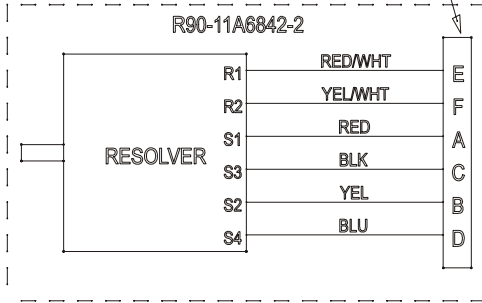 R90-11A6842-2
R1 RED/WHT E
R2 YEL/WHT F
S1 RED A
RESOLVER
S3 BLK C
S2 YEL B
S4 BLU D